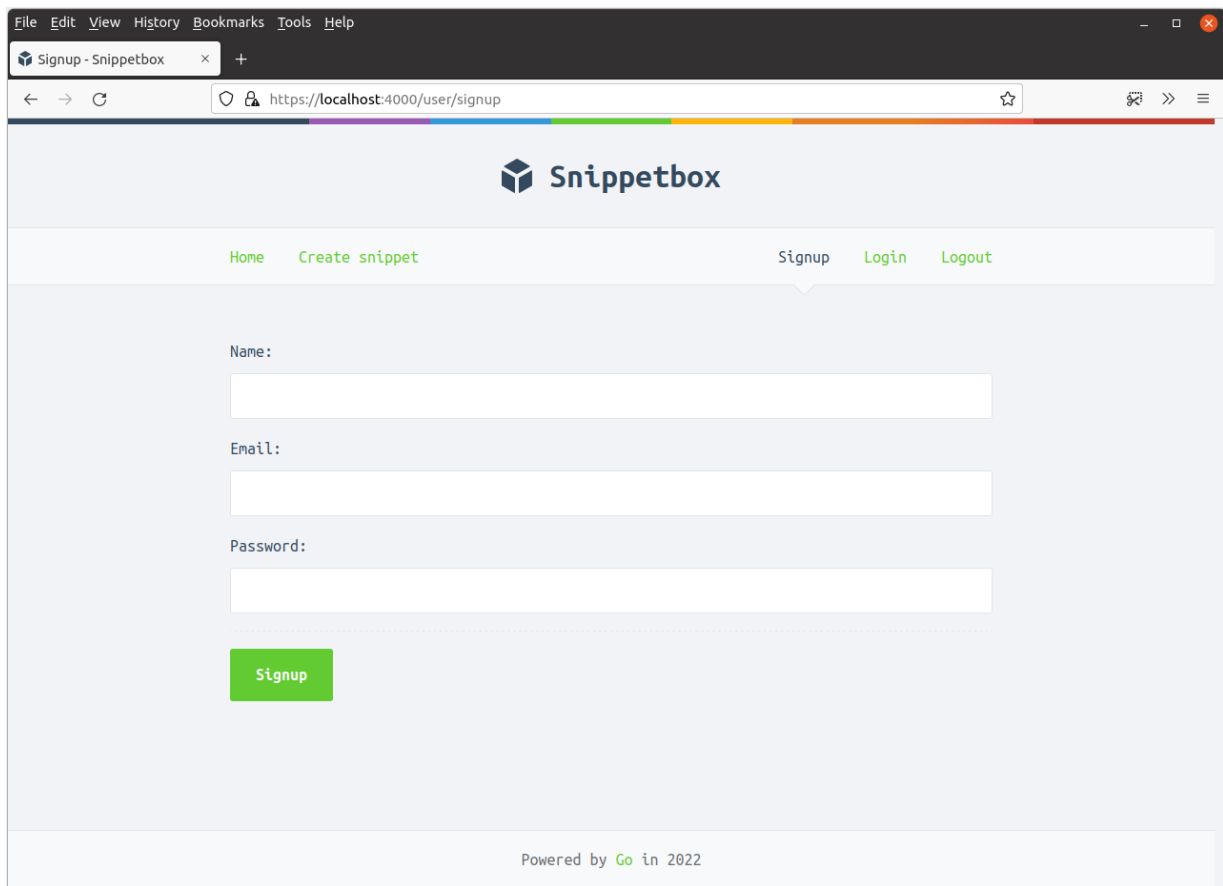 File Edit View History Bookmarks Tools Help
Signup - Snippetbox
https://localhost:4000/user/signup
Snippetbox
Home Create snippet Signup Login Logout
Name:
Email:
Password:
Signup
Powered by Go in 2022